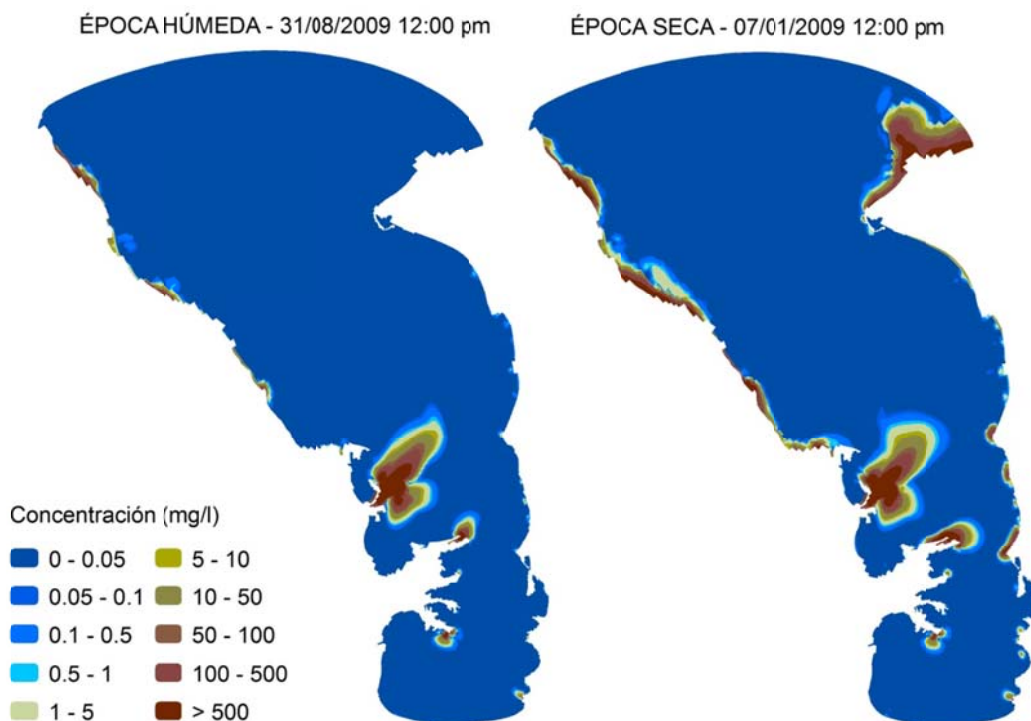 ÉPOCA HÚMEDA - 31/08/2009 12:00 pm
ÉPOCA SECA - 07/01/2009 12:00 pm
Concentración (mg/l)
0 - 0.05
0.05 - 0.1
0.1 - 0.5
0.5 - 1
1 - 5
5 - 10
10 - 50
50 - 100
100 - 500
> 500